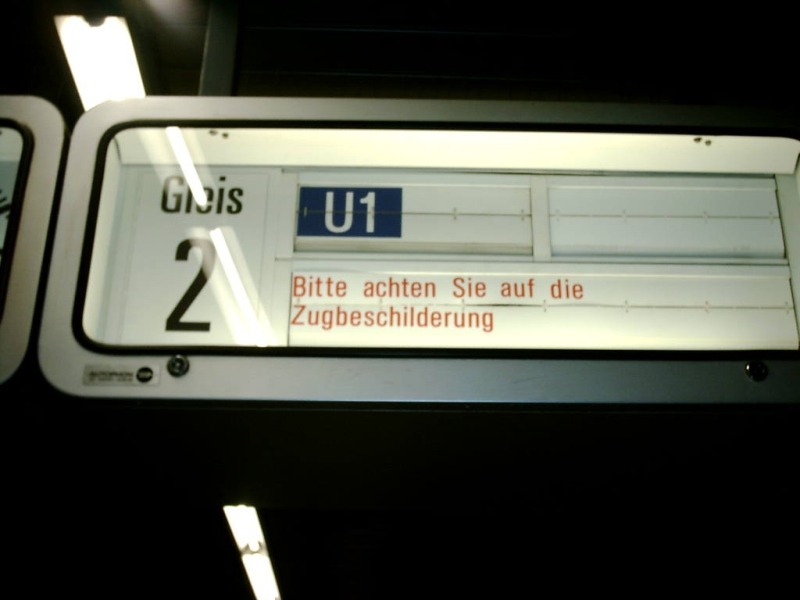 Gleis
2
U1
Bitte achten Sie auf die
Zugbeschilderung